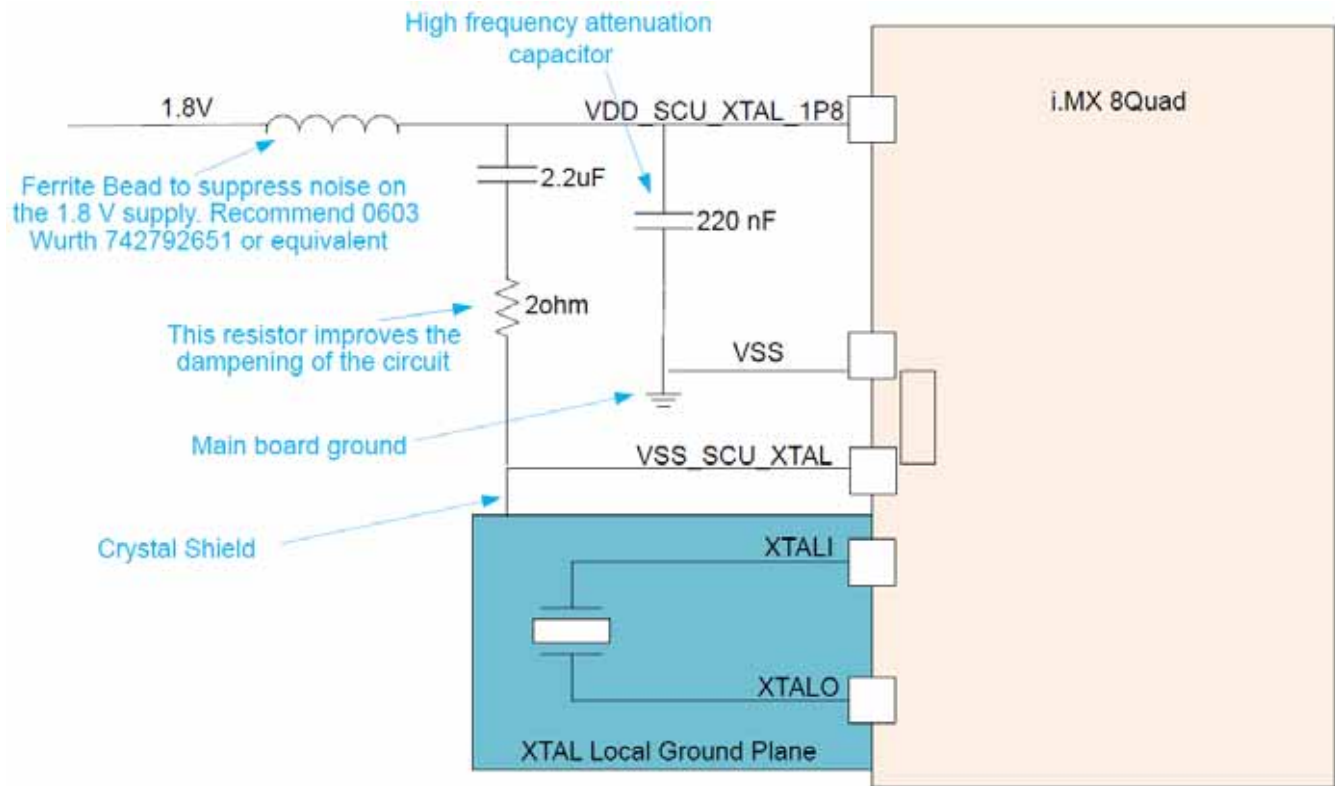 High frequency attenuation
capacitor
1.8V
VDD_SCU_XTAL_1P8
i.MX 8Quad
Ferrite Bead to suppress noise on
the 1.8 V supply. Recommend 0603
Wurth 742792651 or equivalent
2.2uF
220 nF
2ohm
This resistor improves the
dampening of the circuit
VSS
Main board ground
VSS_SCU_XTAL
Crystal Shield
XTALI
XTALO
XTAL Local Ground Plane